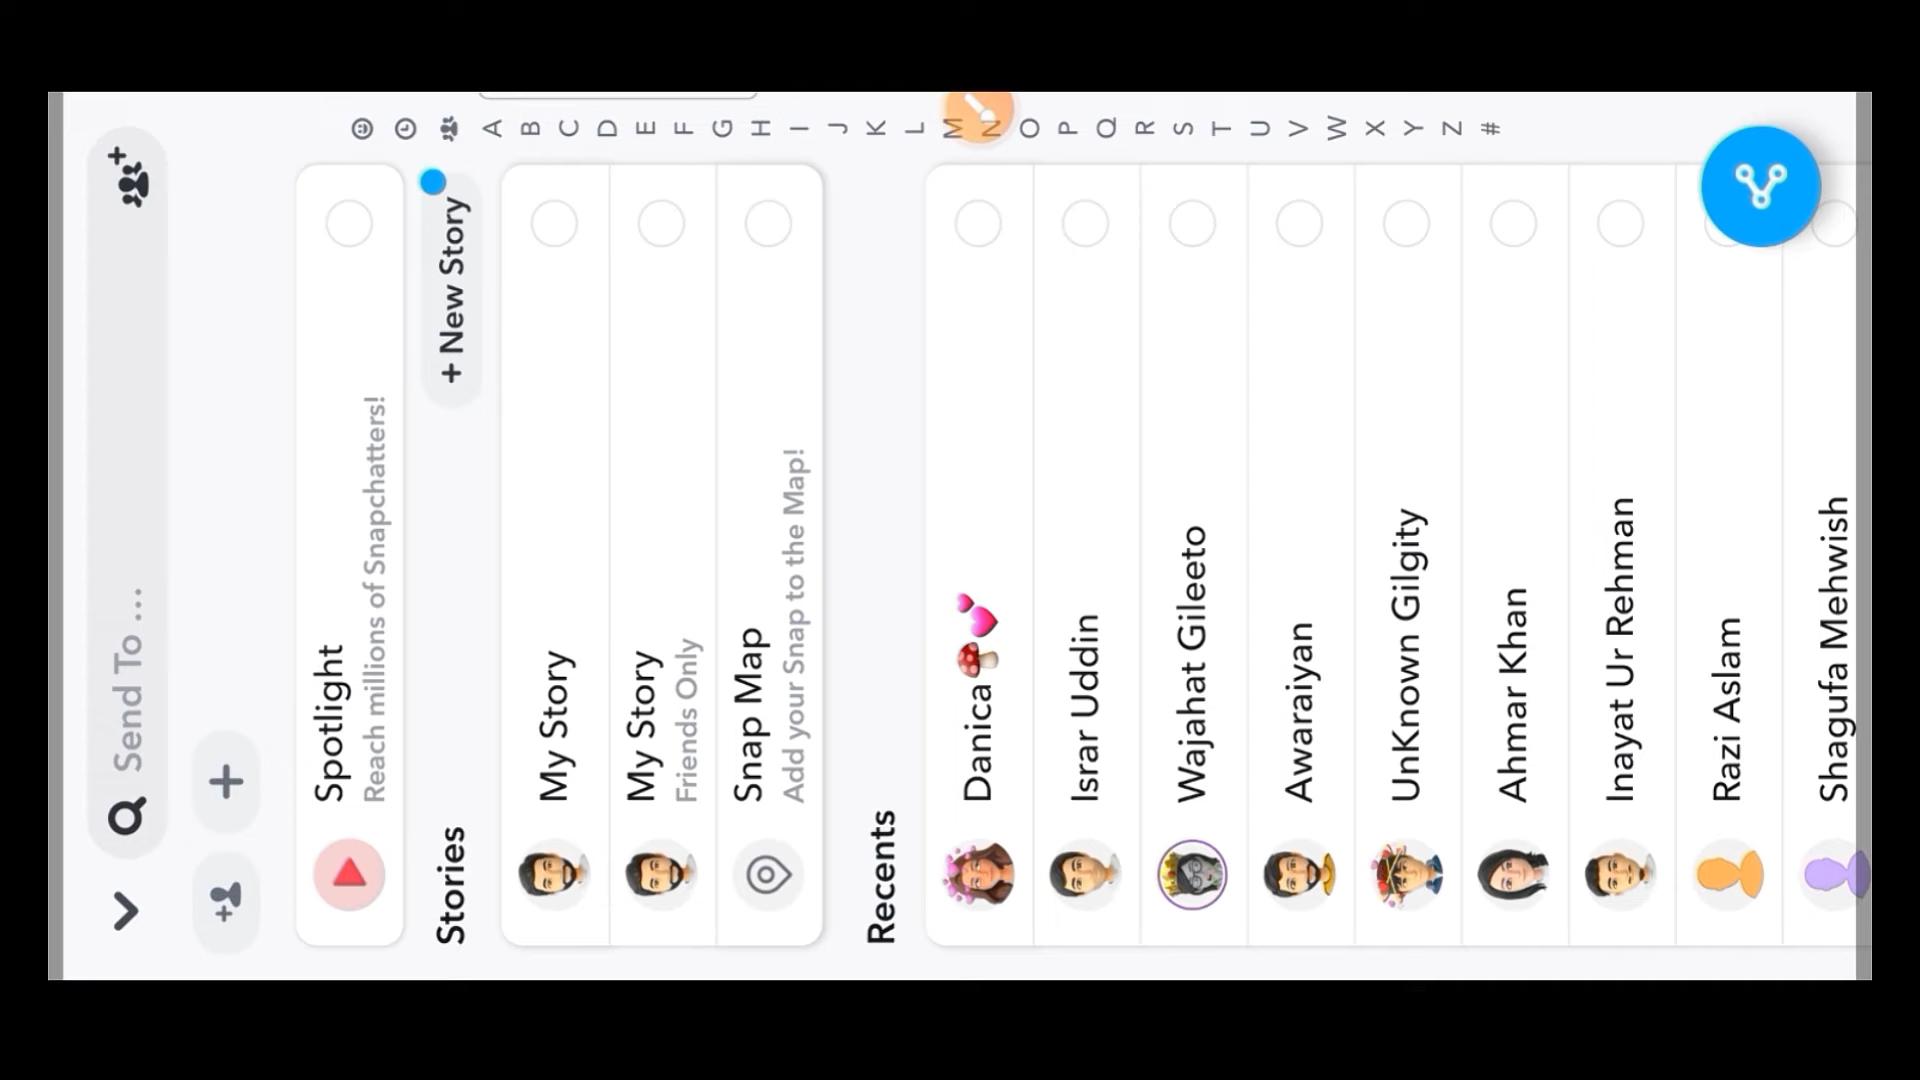 Send To ...
Spotlight
Reach millions of Snapchatters!
Stories
+ New Story
My Story
My Story
Friends Only
Snap Map
Add your Snap to the Map!
Recents
Danica🍄💕
Israr Uddin
Wajahat Gileeto
Awaraiyan
UnKnown Gilgity
Ahmar Khan
Inayat Ur Rehman
Razi Aslam
Shagufa Mehwish
A
B
C
D
E
F
G
H
I
J
K
L
M
N
O
P
Q
R
S
T
U
V
W
X
Y
Z
#